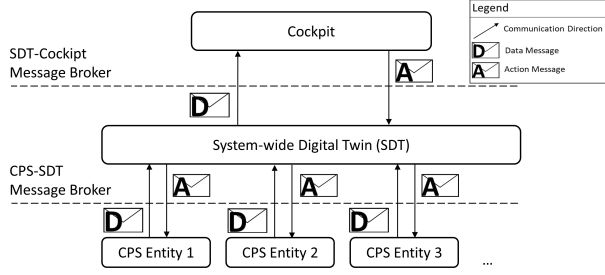 Legend
Communication Direction
D Data Message
A Action Message
Cockpit
SDT-Cockipt
Message Broker
D
A
System-wide Digital Twin (SDT)
CPS-SDT
Message Broker
A
A
A
D
D
D
CPS Entity 1
CPS Entity 2
CPS Entity 3
...